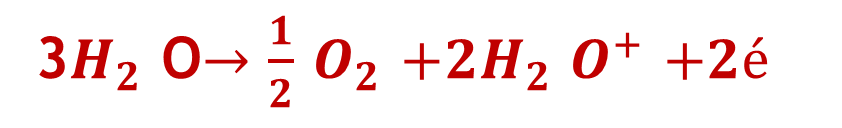 3H₂ O→ ½ O₂ +2H₂ O⁺ +2é